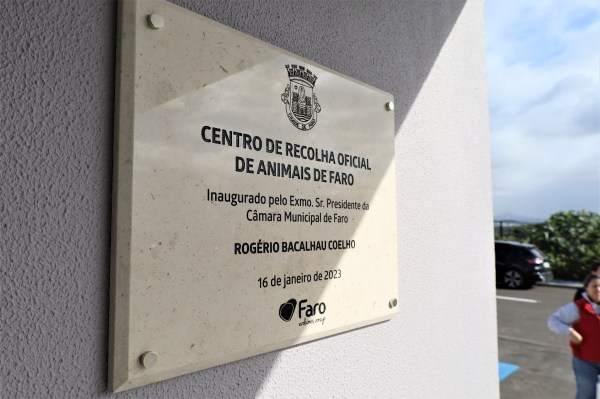 CENTRO DE RECOLHA OFICIAL
DE ANIMAIS DE FARO
Inaugurado pelo Exmo. Sr. Presidente da
Câmara Municipal de Faro
ROGÉRIO BACALHAU COELHO
16 de janeiro de 2023
Faro